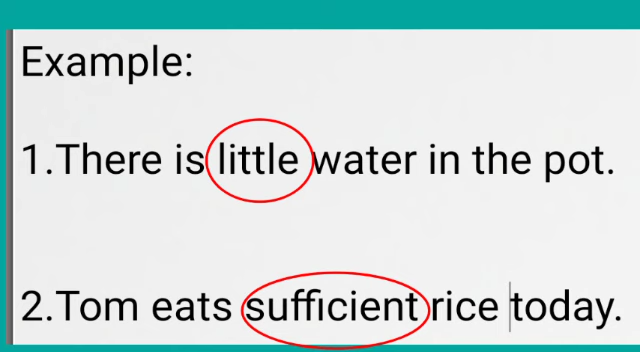 Example:
1.There is little water in the pot.
2.Tom eats sufficient rice today.